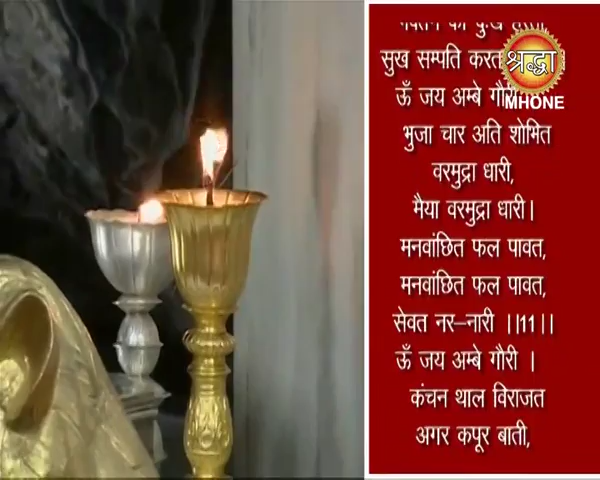 सुख सम्पति करत
ॐ जय अम्बे गौरी
भुजा चार अति शोभित
वरमुद्रा धारी,
मैया वरमुद्रा धारी।
मनवांछित फल पावत,
मनवांछित फल पावत,
सेवत नर–नारी ।।11।।
ॐ जय अम्बे गौरी ।
कंचन थाल विराजत
अगर कपूर बाती,
श्रद्धा
MHONE